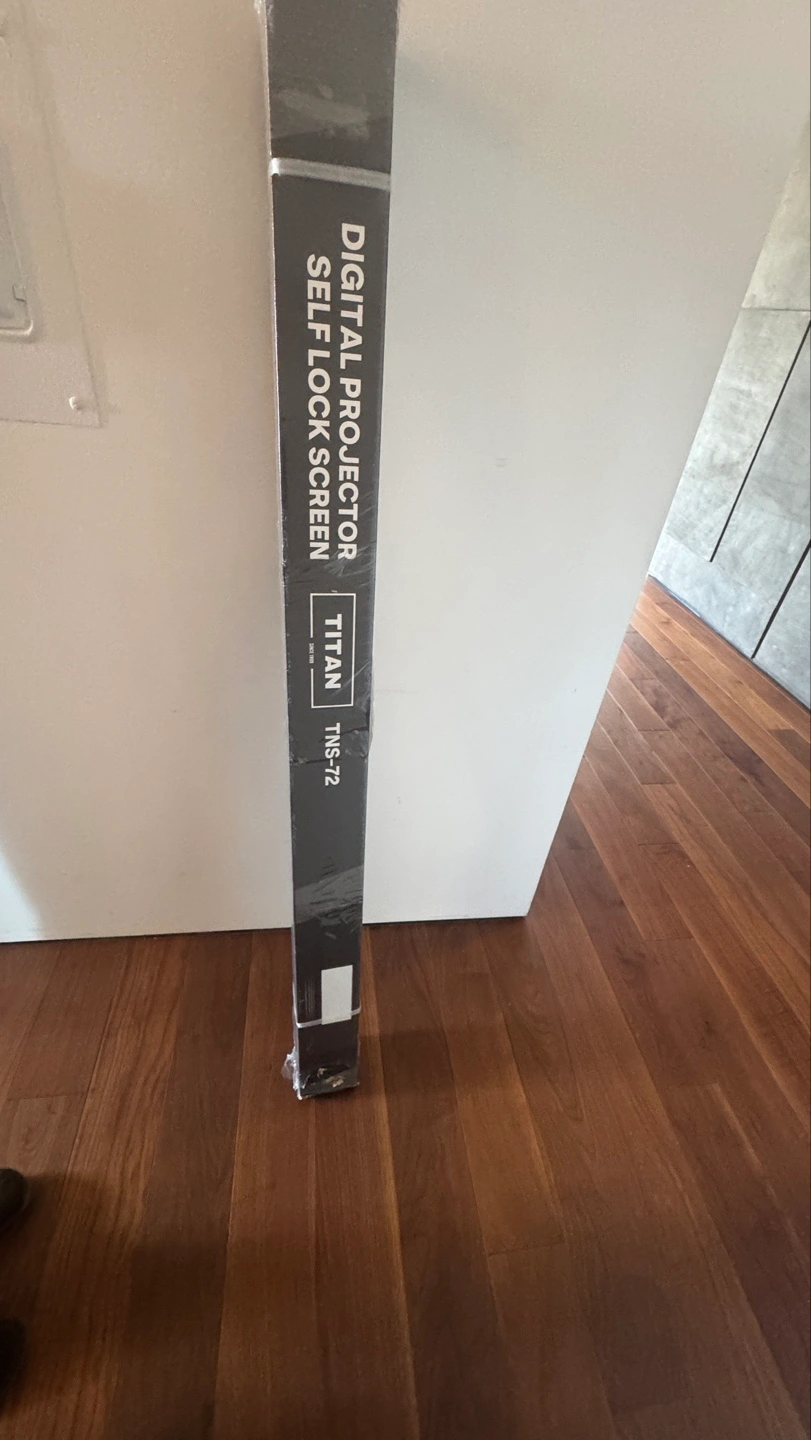 DIGITAL PROJECTOR
SELF LOCK SCREEN
TITAN
TNS-72